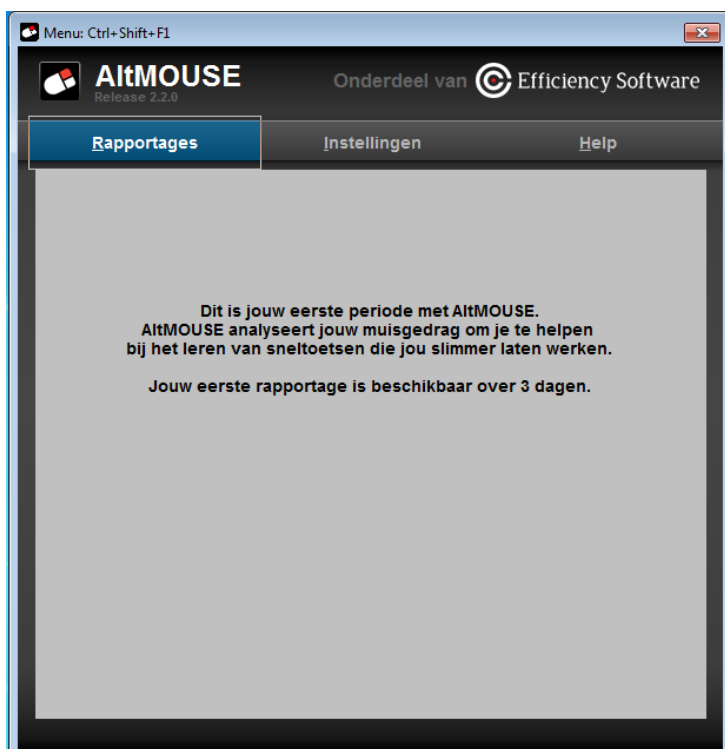 Menu: Ctrl+Shift+F1
AltMOUSE
Onderdeel van Efficiency Software
Release 2.2.0
Rapportages Instellingen Help
Dit is jouw eerste periode met AltMOUSE.
AltMOUSE analyseert jouw muisgedrag om je te helpen
bij het leren van sneltoetsen die jou slimmer laten werken.
Jouw eerste rapportage is beschikbaar over 3 dagen.